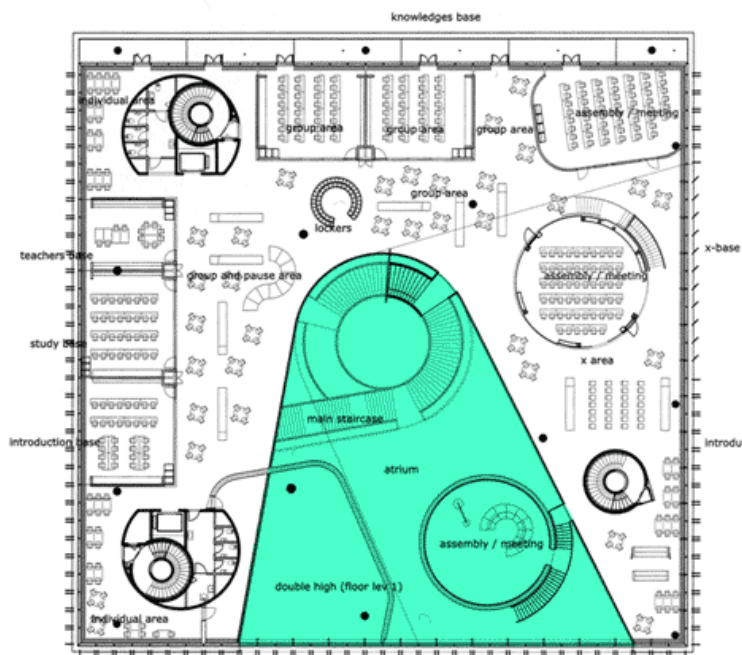 knowledges base
individual area
group area
group area
group area
assembly / meeting
group area
lockers
teachers base
group and pause area
x-base
assembly / meeting
study base
x area
main staircase
introduction base
introdu
atrium
assembly / meeting
double high (floor lev 1)
individual area